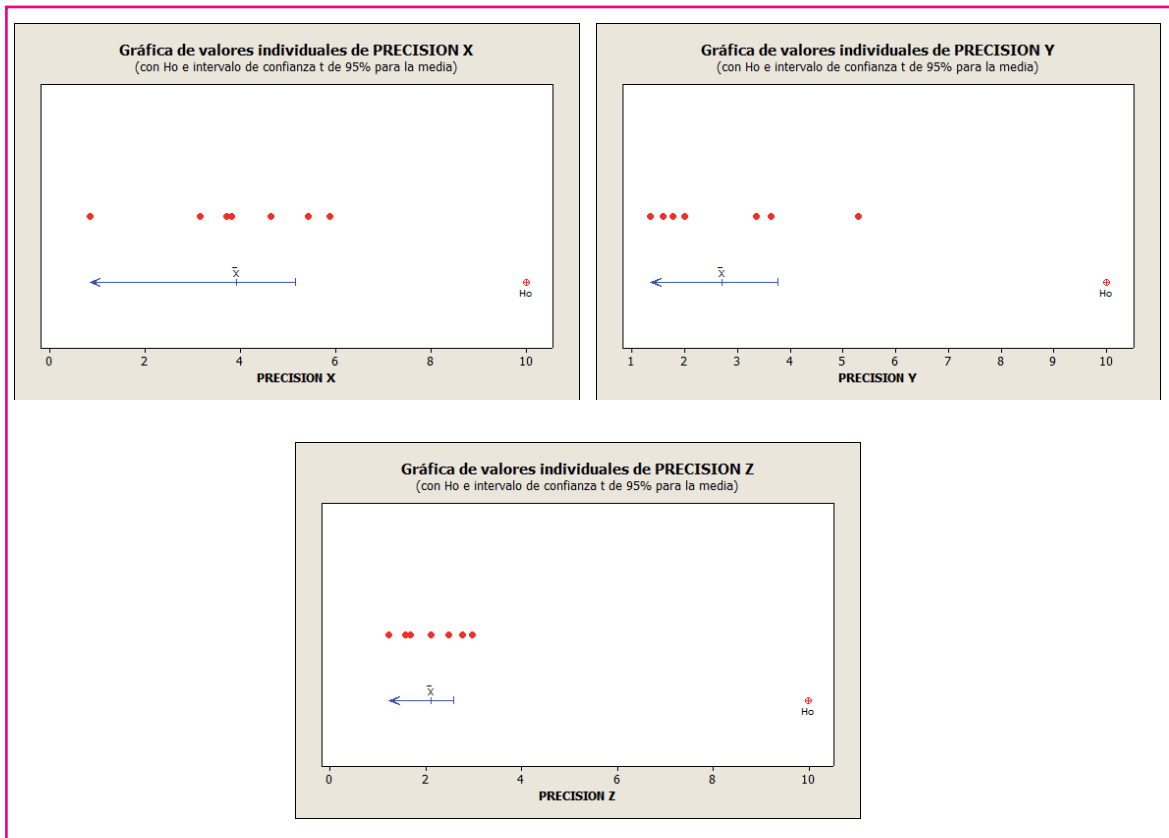 Gráfica de valores individuales de PRECISION X
(con Ho e intervalo de confianza t de 95% para la media)
X
Ho
0 2 4 6 8 10
PRECISION X
Gráfica de valores individuales de PRECISION Y
(con Ho e intervalo de confianza t de 95% para la media)
X
Ho
1 2 3 4 5 6 7 8 9 10
PRECISION Y
Gráfica de valores individuales de PRECISION Z
(con Ho e intervalo de confianza t de 95% para la media)
X
Ho
0 2 4 6 8 10
PRECISION Z